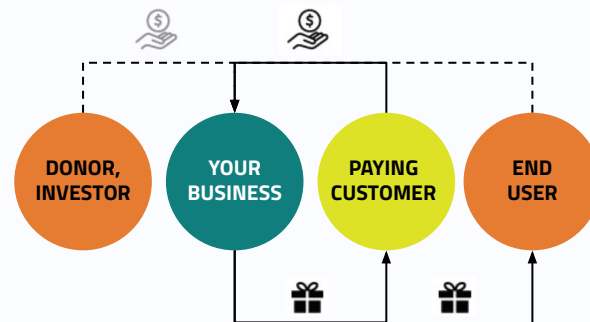 DONOR,
INVESTOR
YOUR
BUSINESS
PAYING
CUSTOMER
END
USER